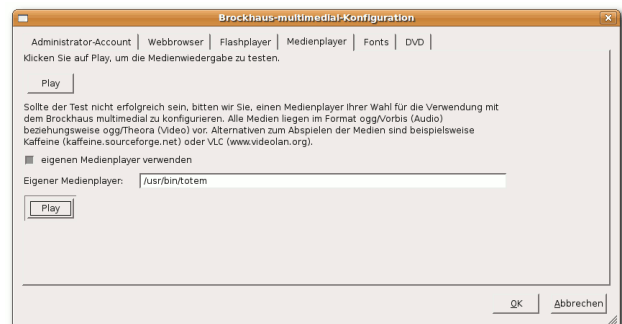 Brockhaus-multimedial-Konfiguration
Administrator-Account Webbrowser Flashplayer Medienplayer Fonts DVD
Klicken Sie auf Play, um die Medienwiedergabe zu testen.
Play
Sollte der Test nicht erfolgreich sein, bitten wir Sie, einen Medienplayer Ihrer Wahl für die Verwendung mit
dem Brockhaus multimedial zu konfigurieren. Alle Medien liegen im Format ogg/Vorbis (Audio)
beziehungsweise ogg/Theora (Video) vor. Alternativen zum Abspielen der Medien sind beispielsweise
Kaffeine (kaffeine.sourceforge.net) oder VLC (www.videolan.org).
eigenen Medienplayer verwenden
Eigener Medienplayer: /usr/bin/totem
Play
OK Abbrechen